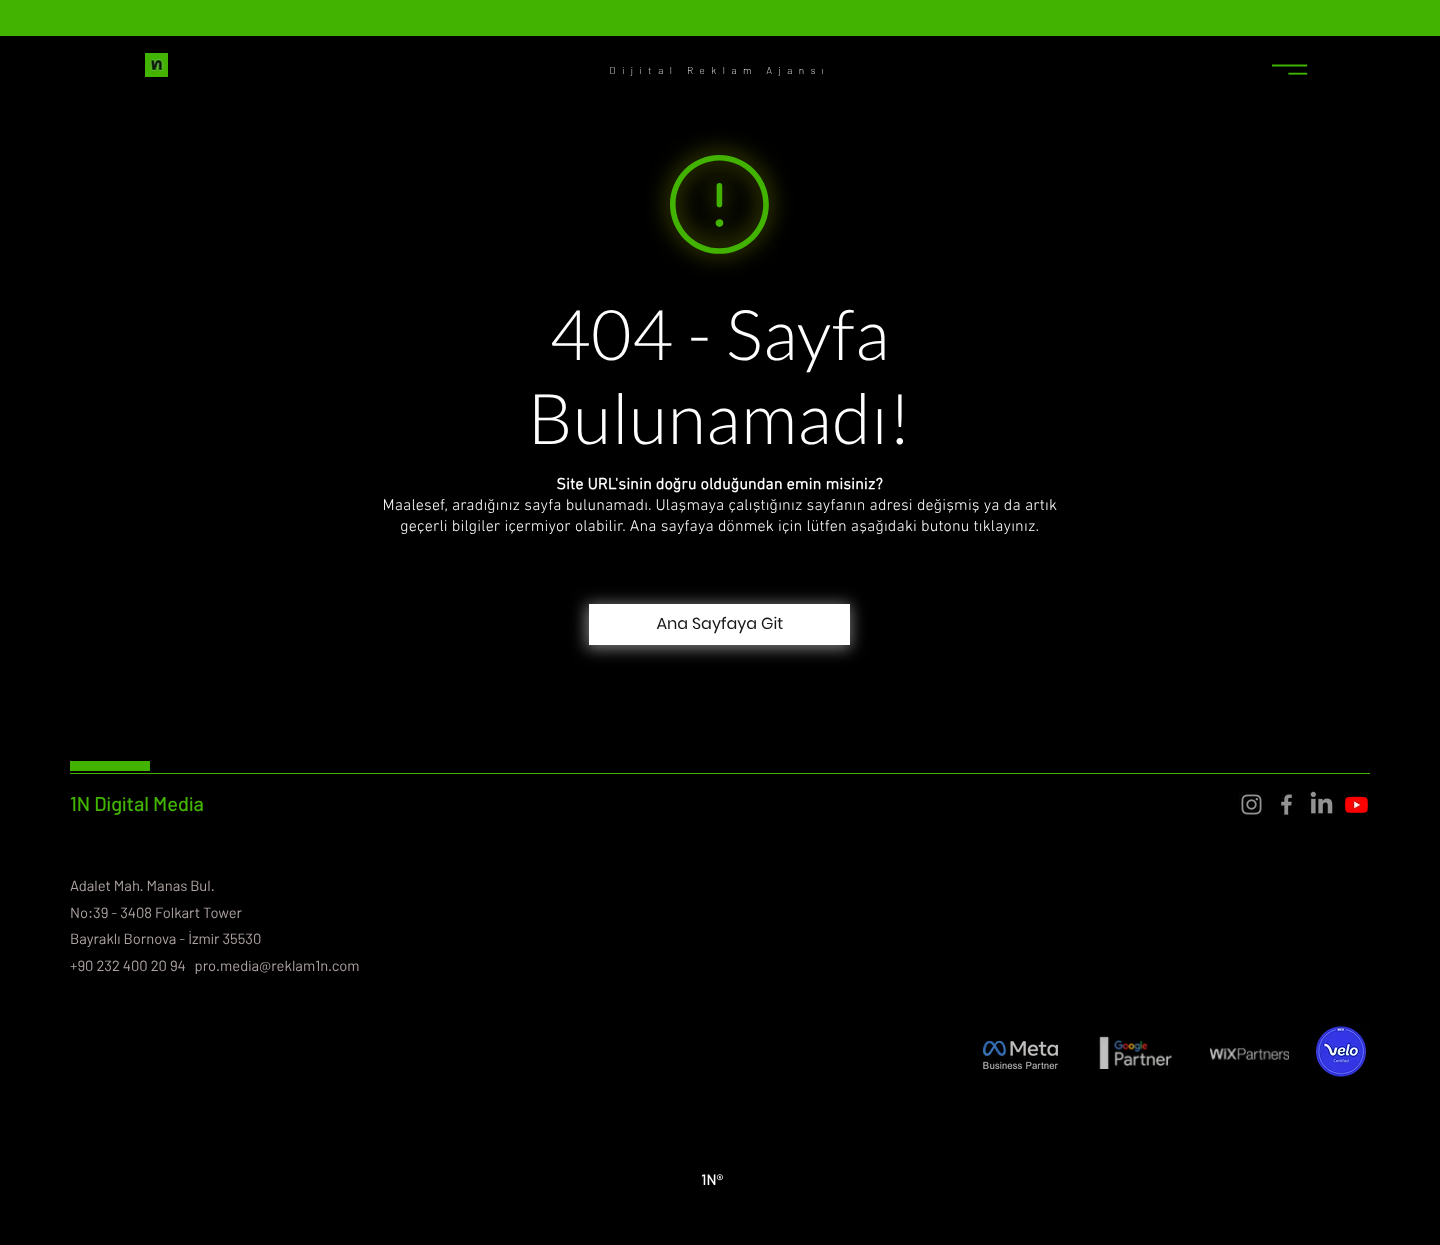 n
Dijital Reklam Ajansı
404 - Sayfa
Bulunamadı!
Site URL'sinin doğru olduğundan emin misiniz?
Maalesef, aradığınız sayfa bulunamadı. Ulaşmaya çalıştığınız sayfanın adresi değişmiş ya da artık
geçerli bilgiler içermiyor olabilir. Ana sayfaya dönmek için lütfen aşağıdaki butonu tıklayınız.
Ana Sayfaya Git
1N Digital Media
in
Adalet Mah. Manas Bul.
No:39 - 3408 Folkart Tower
Bayraklı Bornova - İzmir 35530
+90 232 400 20 94 pro.media@reklam1n.com
Meta
Business Partner
Google
Partner
WiXPartners
velo
Certified
1N®